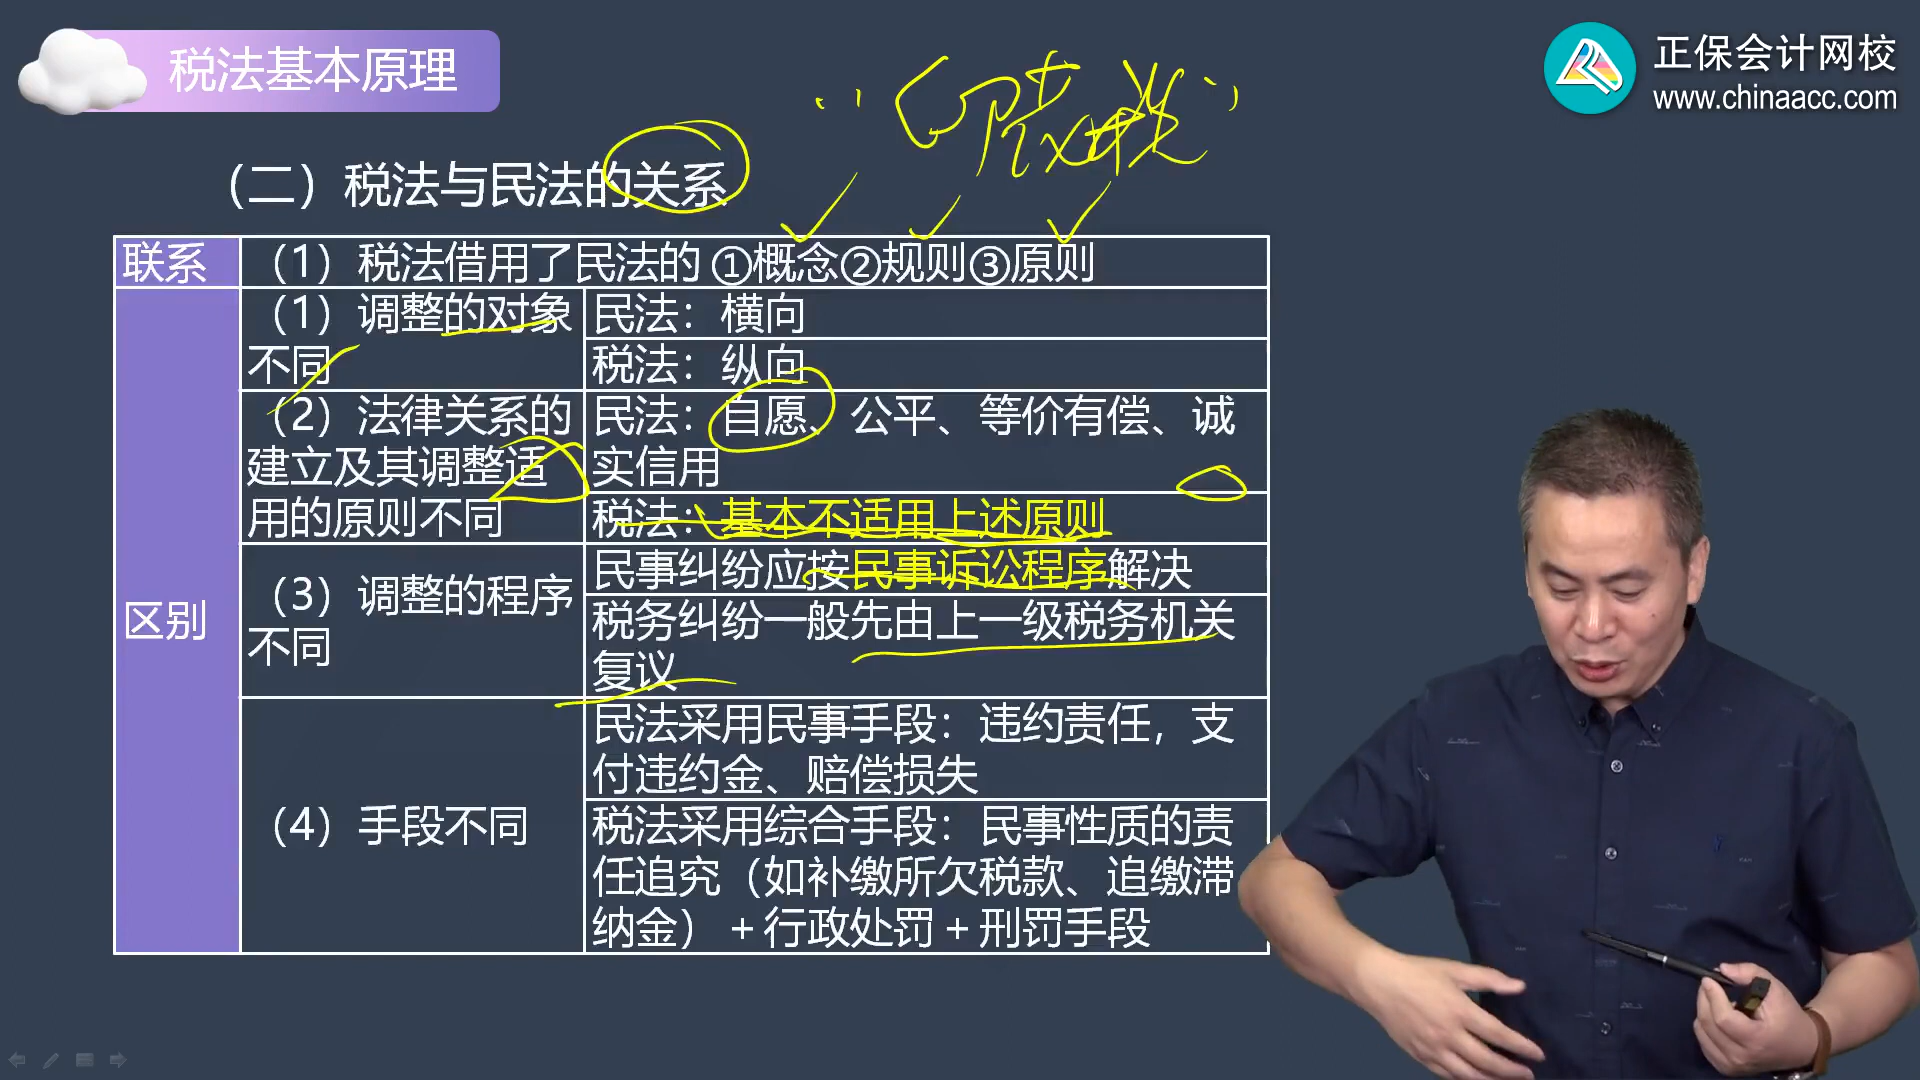 税法基本原理
正保会计网校
www.chinaacc.com
“印花税”
（二）税法与民法的关系
联系
（1）税法借用了民法的 ①概念②规则③原则
区别
（1）调整的对象
不同
民法：横向
税法：纵向
（2）法律关系的
建立及其调整适
用的原则不同
民法：自愿、公平、等价有偿、诚
实信用
税法：基本不适用上述原则
（3）调整的程序
不同
民事纠纷应按民事诉讼程序解决
税务纠纷一般先由上一级税务机关
复议
（4）手段不同
民法采用民事手段：违约责任，支
付违约金、赔偿损失
税法采用综合手段：民事性质的责
任追究（如补缴所欠税款、追缴滞
纳金）+行政处罚+刑罚手段